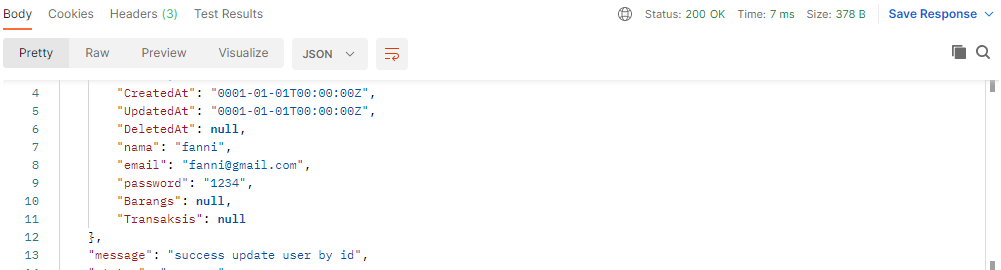 Body Cookies Headers (3) Test Results Status: 200 OK Time: 7 ms Size: 378 B Save Response
Pretty Raw Preview Visualize JSON
4 "CreatedAt": "0001-01-01T00:00:00Z",
5 "UpdatedAt": "0001-01-01T00:00:00Z",
6 "DeletedAt": null,
7 "nama": "fanni",
8 "email": "fanni@gmail.com",
9 "password": "1234",
10 "Barangs": null,
11 "Transaksis": null
12 },
13 "message": "success update user by id",